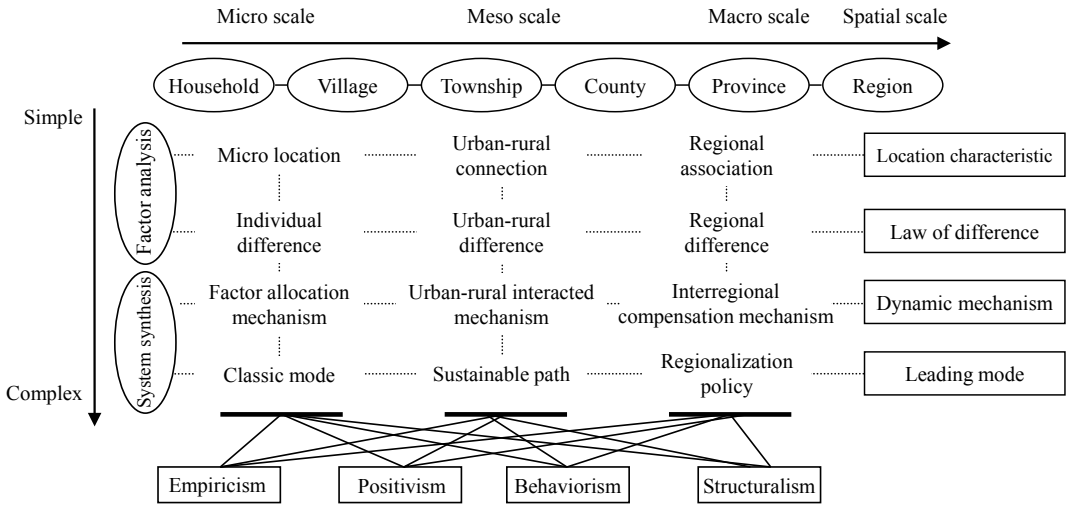 Micro scale
Meso scale
Macro scale
Spatial scale
Household
Village
Township
County
Province
Region
Simple
Complex
Factor analysis
System synthesis
Micro location
Urban-rural
connection
Regional
association
Location characteristic
Individual
difference
Urban-rural
difference
Regional
difference
Law of difference
Factor allocation
mechanism
Urban-rural interacted
mechanism
Interregional
compensation mechanism
Dynamic mechanism
Classic mode
Sustainable path
Regionalization
policy
Leading mode
Empiricism
Positivism
Behaviorism
Structuralism